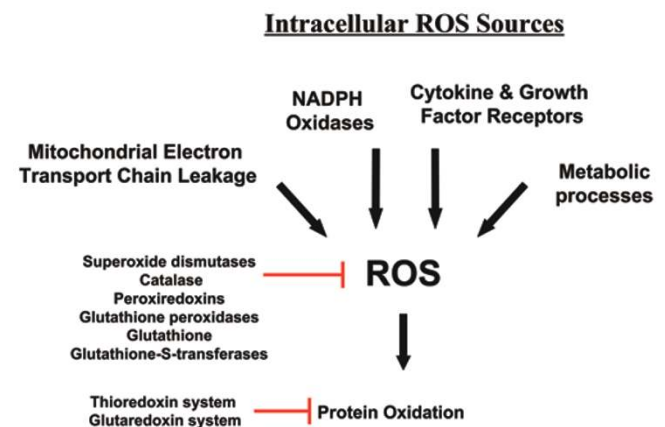 Intracellular ROS Sources
NADPH
Oxidases
Cytokine & Growth
Factor Receptors
Mitochondrial Electron
Transport Chain Leakage
Metabolic
processes
Superoxide dismutases
Catalase
Peroxiredoxins
Glutathione peroxidases
Glutathione
Glutathione-S-transferases
ROS
Thioredoxin system
Glutaredoxin system
Protein Oxidation